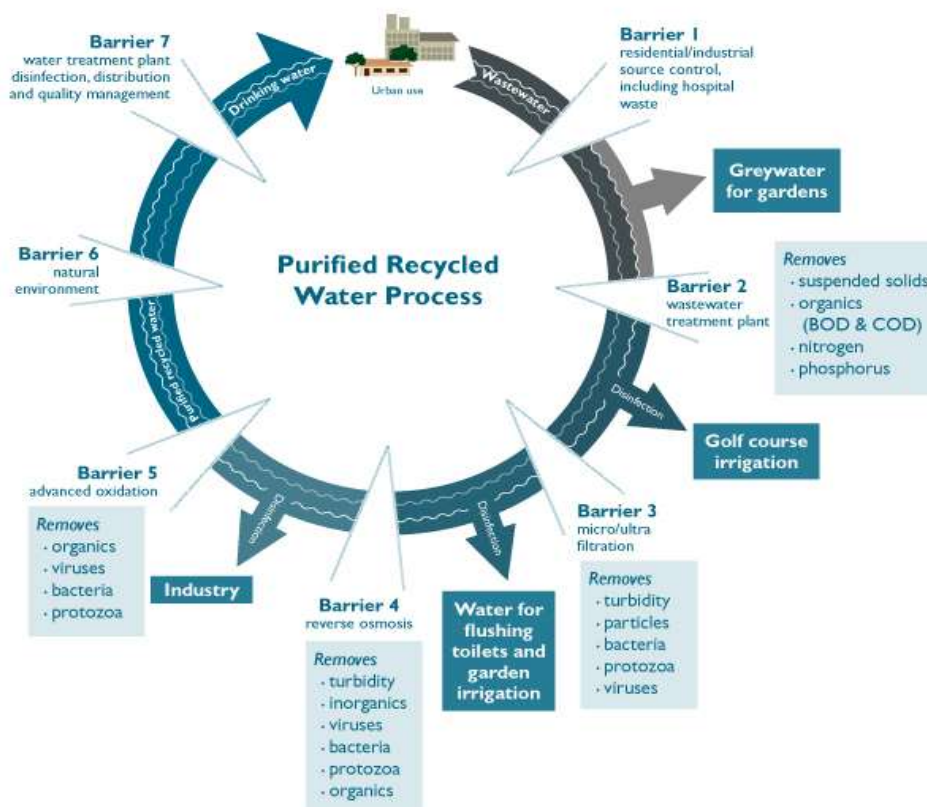 Urban use
Wastewater
Barrier 1
residential/industrial
source control,
including hospital
waste
Greywater
for gardens
Barrier 2
wastewater
treatment plant
Removes
· suspended solids
· organics
(BOD & COD)
· nitrogen
· phosphorus
Disinfection
Golf course
irrigation
Barrier 3
micro/ultra
filtration
Removes
· turbidity
· particles
· bacteria
· protozoa
· viruses
Disinfection
Water for
flushing
toilets and
garden
irrigation
Barrier 4
reverse osmosis
Removes
· turbidity
· inorganics
· viruses
· bacteria
· protozoa
· organics
Disinfection
Industry
Barrier 5
advanced oxidation
Removes
· organics
· viruses
· bacteria
· protozoa
Purified recycled water
Barrier 6
natural
environment
Barrier 7
water treatment plant
disinfection, distribution
and quality management
Drinking water
Purified Recycled
Water Process